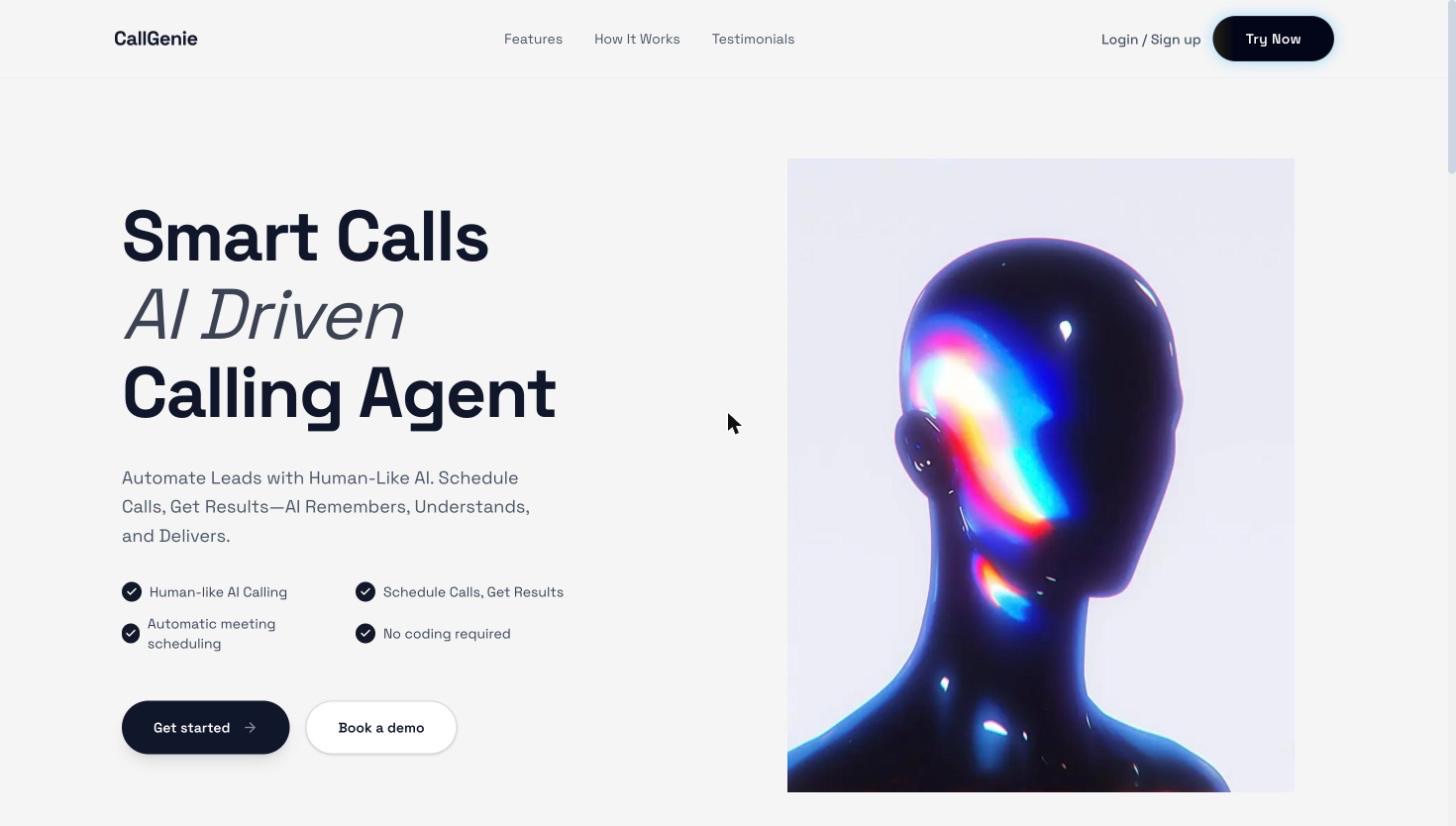 CallGenie
Features
How It Works
Testimonials
Login / Sign up
Try Now
Smart Calls
AI Driven
Calling Agent
Automate Leads with Human-Like AI. Schedule
Calls, Get Results—AI Remembers, Understands,
and Delivers.
Human-like AI Calling
Schedule Calls, Get Results
Automatic meeting
scheduling
No coding required
Get started
Book a demo